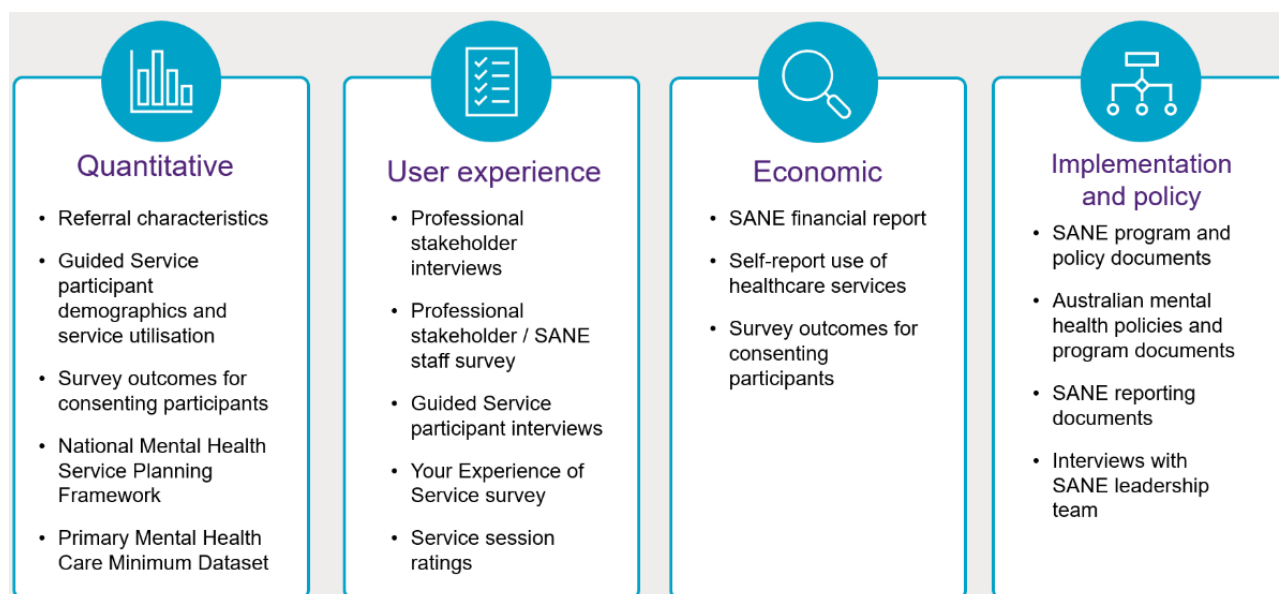 Quantitative
• Referral characteristics
• Guided Service
participant
demographics and
service utilisation
• Survey outcomes for
consenting participants
• National Mental Health
Service Planning
Framework
• Primary Mental Health
Care Minimum Dataset
User experience
• Professional
stakeholder
interviews
• Professional
stakeholder / SANE
staff survey
• Guided Service
participant interviews
• Your Experience of
Service survey
• Service session
ratings
Economic
• SANE financial report
• Self-report use of
healthcare services
• Survey outcomes for
consenting
participants
Implementation
and policy
• SANE program and
policy documents
• Australian mental
health policies and
program documents
• SANE reporting
documents
• Interviews with
SANE leadership
team